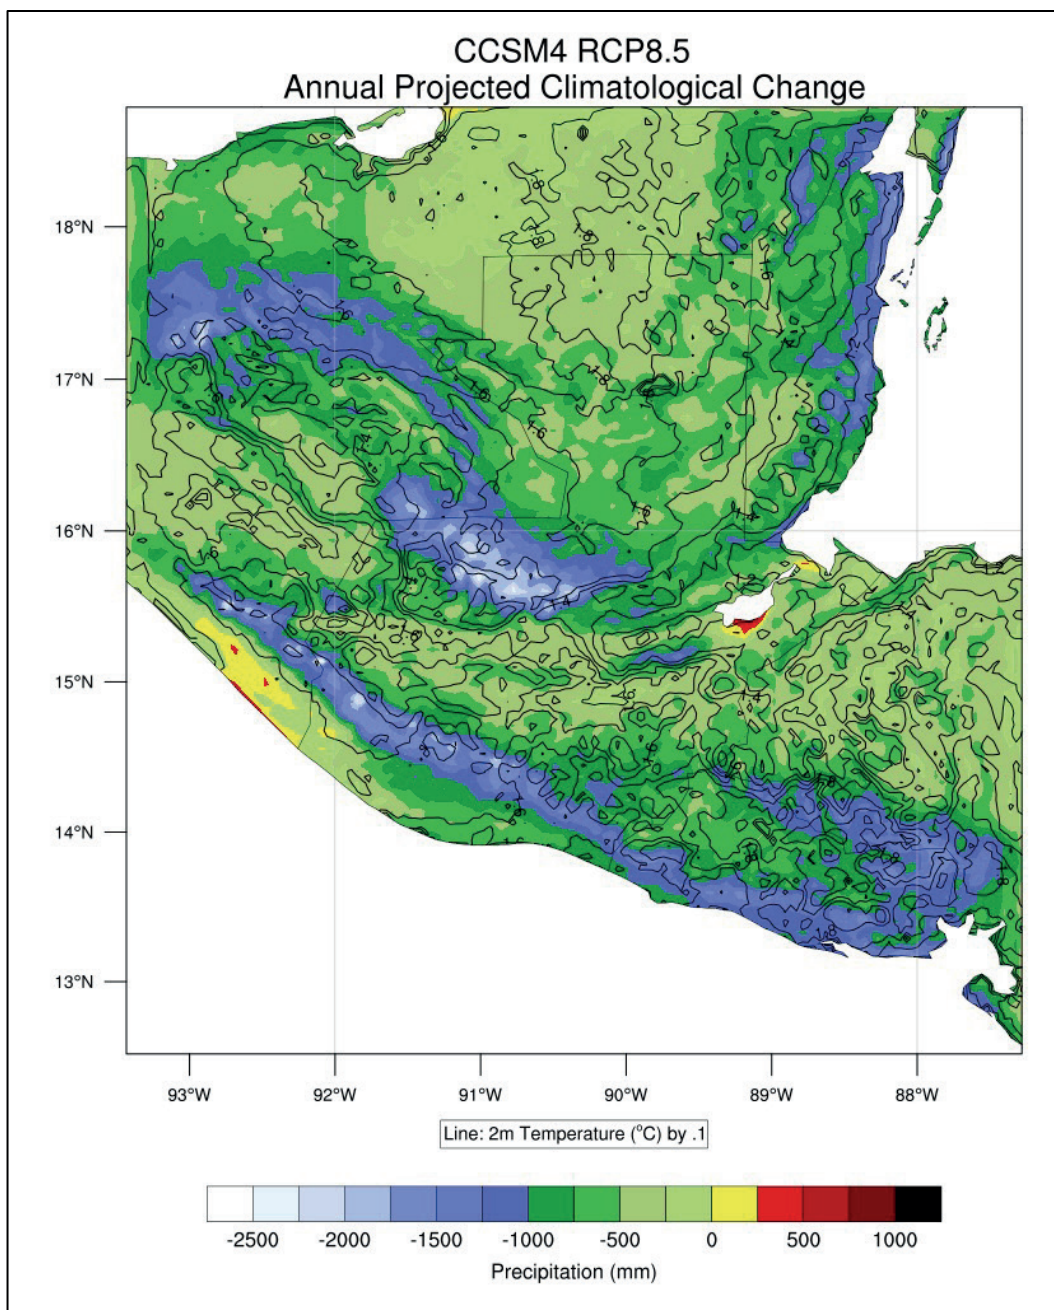 CCSM4 RCP8.5
Annual Projected Climatological Change
18°N
17°N
16°N
15°N
14°N
13°N
93°W 92°W 91°W 90°W 89°W 88°W
Line: 2m Temperature (°C) by .1
-2500 -2000 -1500 -1000 -500 0 500 1000
Precipitation (mm)